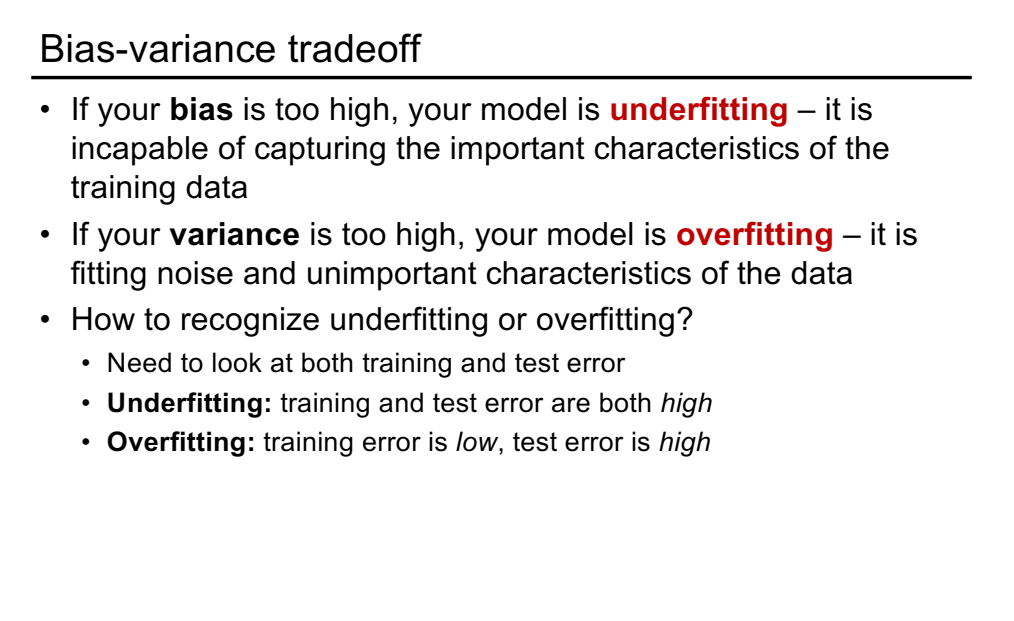 Bias-variance tradeoff
• If your bias is too high, your model is underfitting – it is
incapable of capturing the important characteristics of the
training data
• If your variance is too high, your model is overfitting – it is
fitting noise and unimportant characteristics of the data
• How to recognize underfitting or overfitting?
• Need to look at both training and test error
• Underfitting: training and test error are both high
• Overfitting: training error is low, test error is high